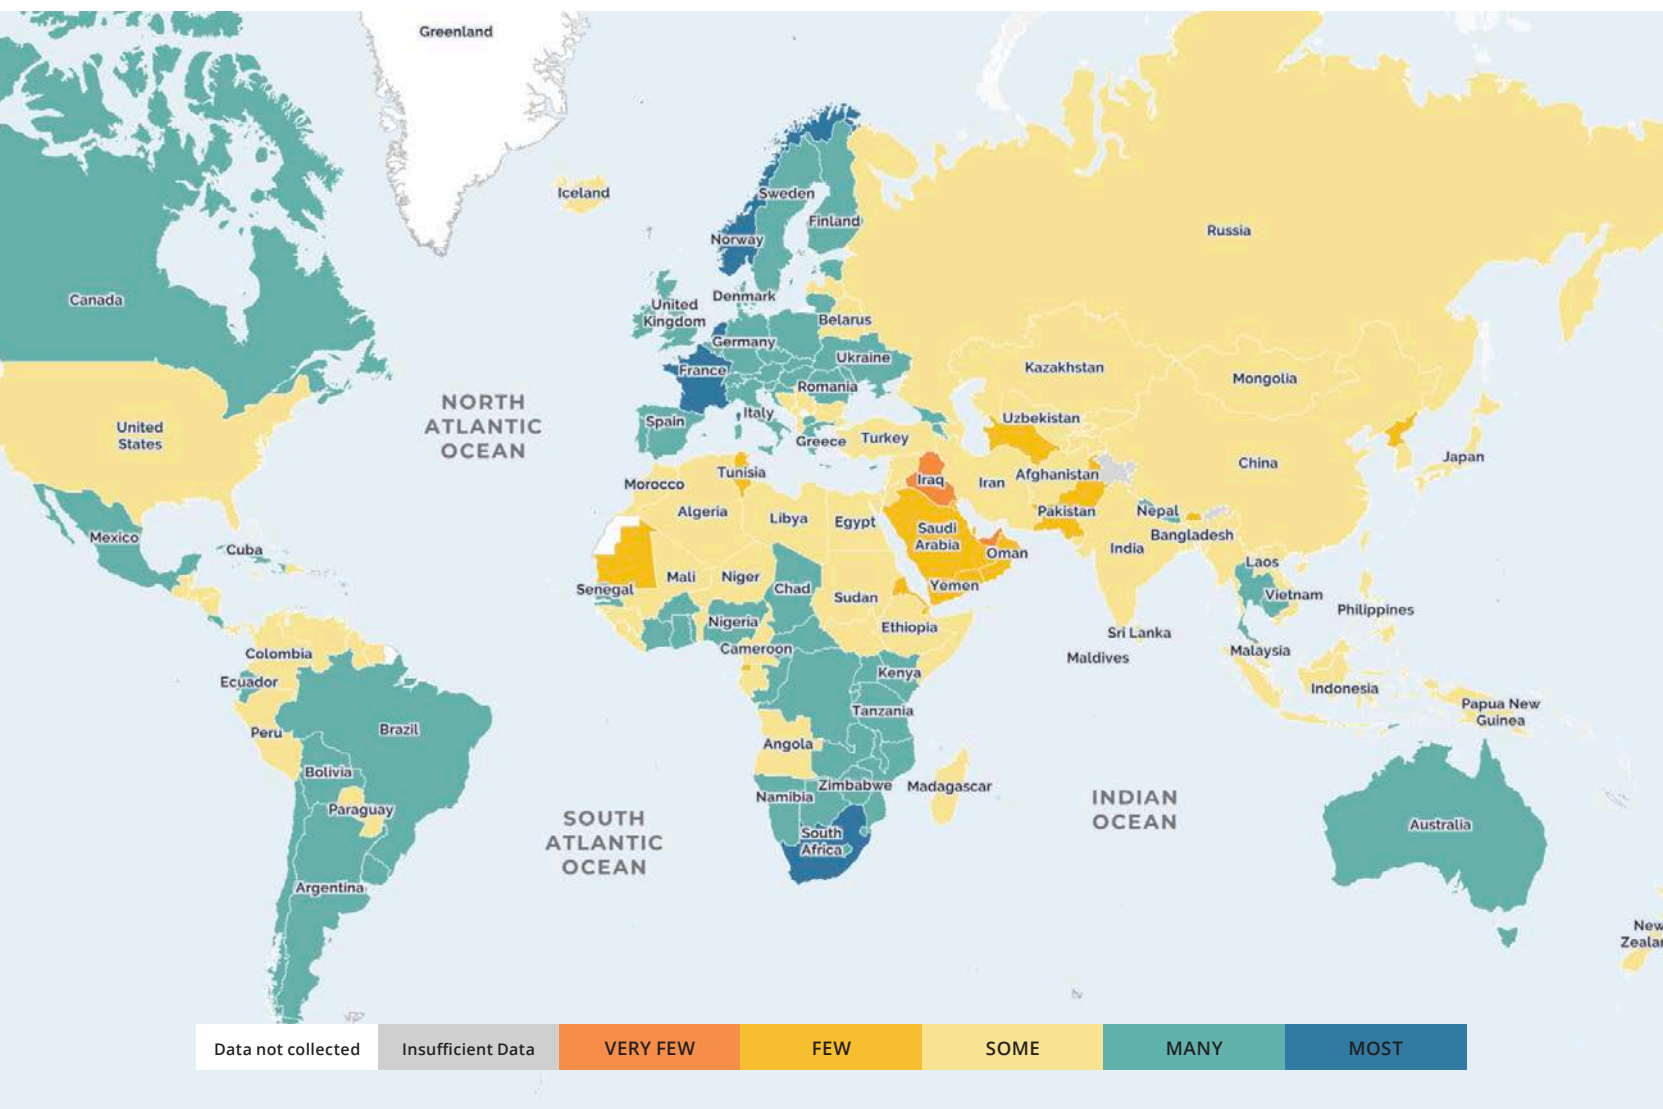 Greenland
Iceland
Sweden
Finland
Norway
Russia
Canada
United
Kingdom
Denmark
Belarus
Germany
Ukraine
France
Romania
Kazakhstan
Mongolia
NORTH
ATLANTIC
OCEAN
Spain
Italy
Greece
Turkey
Uzbekistan
United
States
Morocco
Tunisia
Iraq
Iran
Afghanistan
China
Japan
Algeria
Libya
Egypt
Saudi
Arabia
Pakistan
Nepal
Bangladesh
India
Oman
Mexico
Cuba
Senegal
Mali
Niger
Chad
Sudan
Yemen
Laos
Vietnam
Philippines
Nigeria
Ethiopia
Sri Lanka
Cameroon
Maldives
Malaysia
Colombia
Ecuador
Kenya
Indonesia
Papua New
Guinea
Tanzania
Peru
Brazil
Angola
Bolivia
Paraguay
Namibia
Zimbabwe
Madagascar
INDIAN
OCEAN
SOUTH
ATLANTIC
OCEAN
South
Africa
Australia
Argentina
New
Zealan
Data not collected
Insufficient Data
VERY FEW
FEW
SOME
MANY
MOST